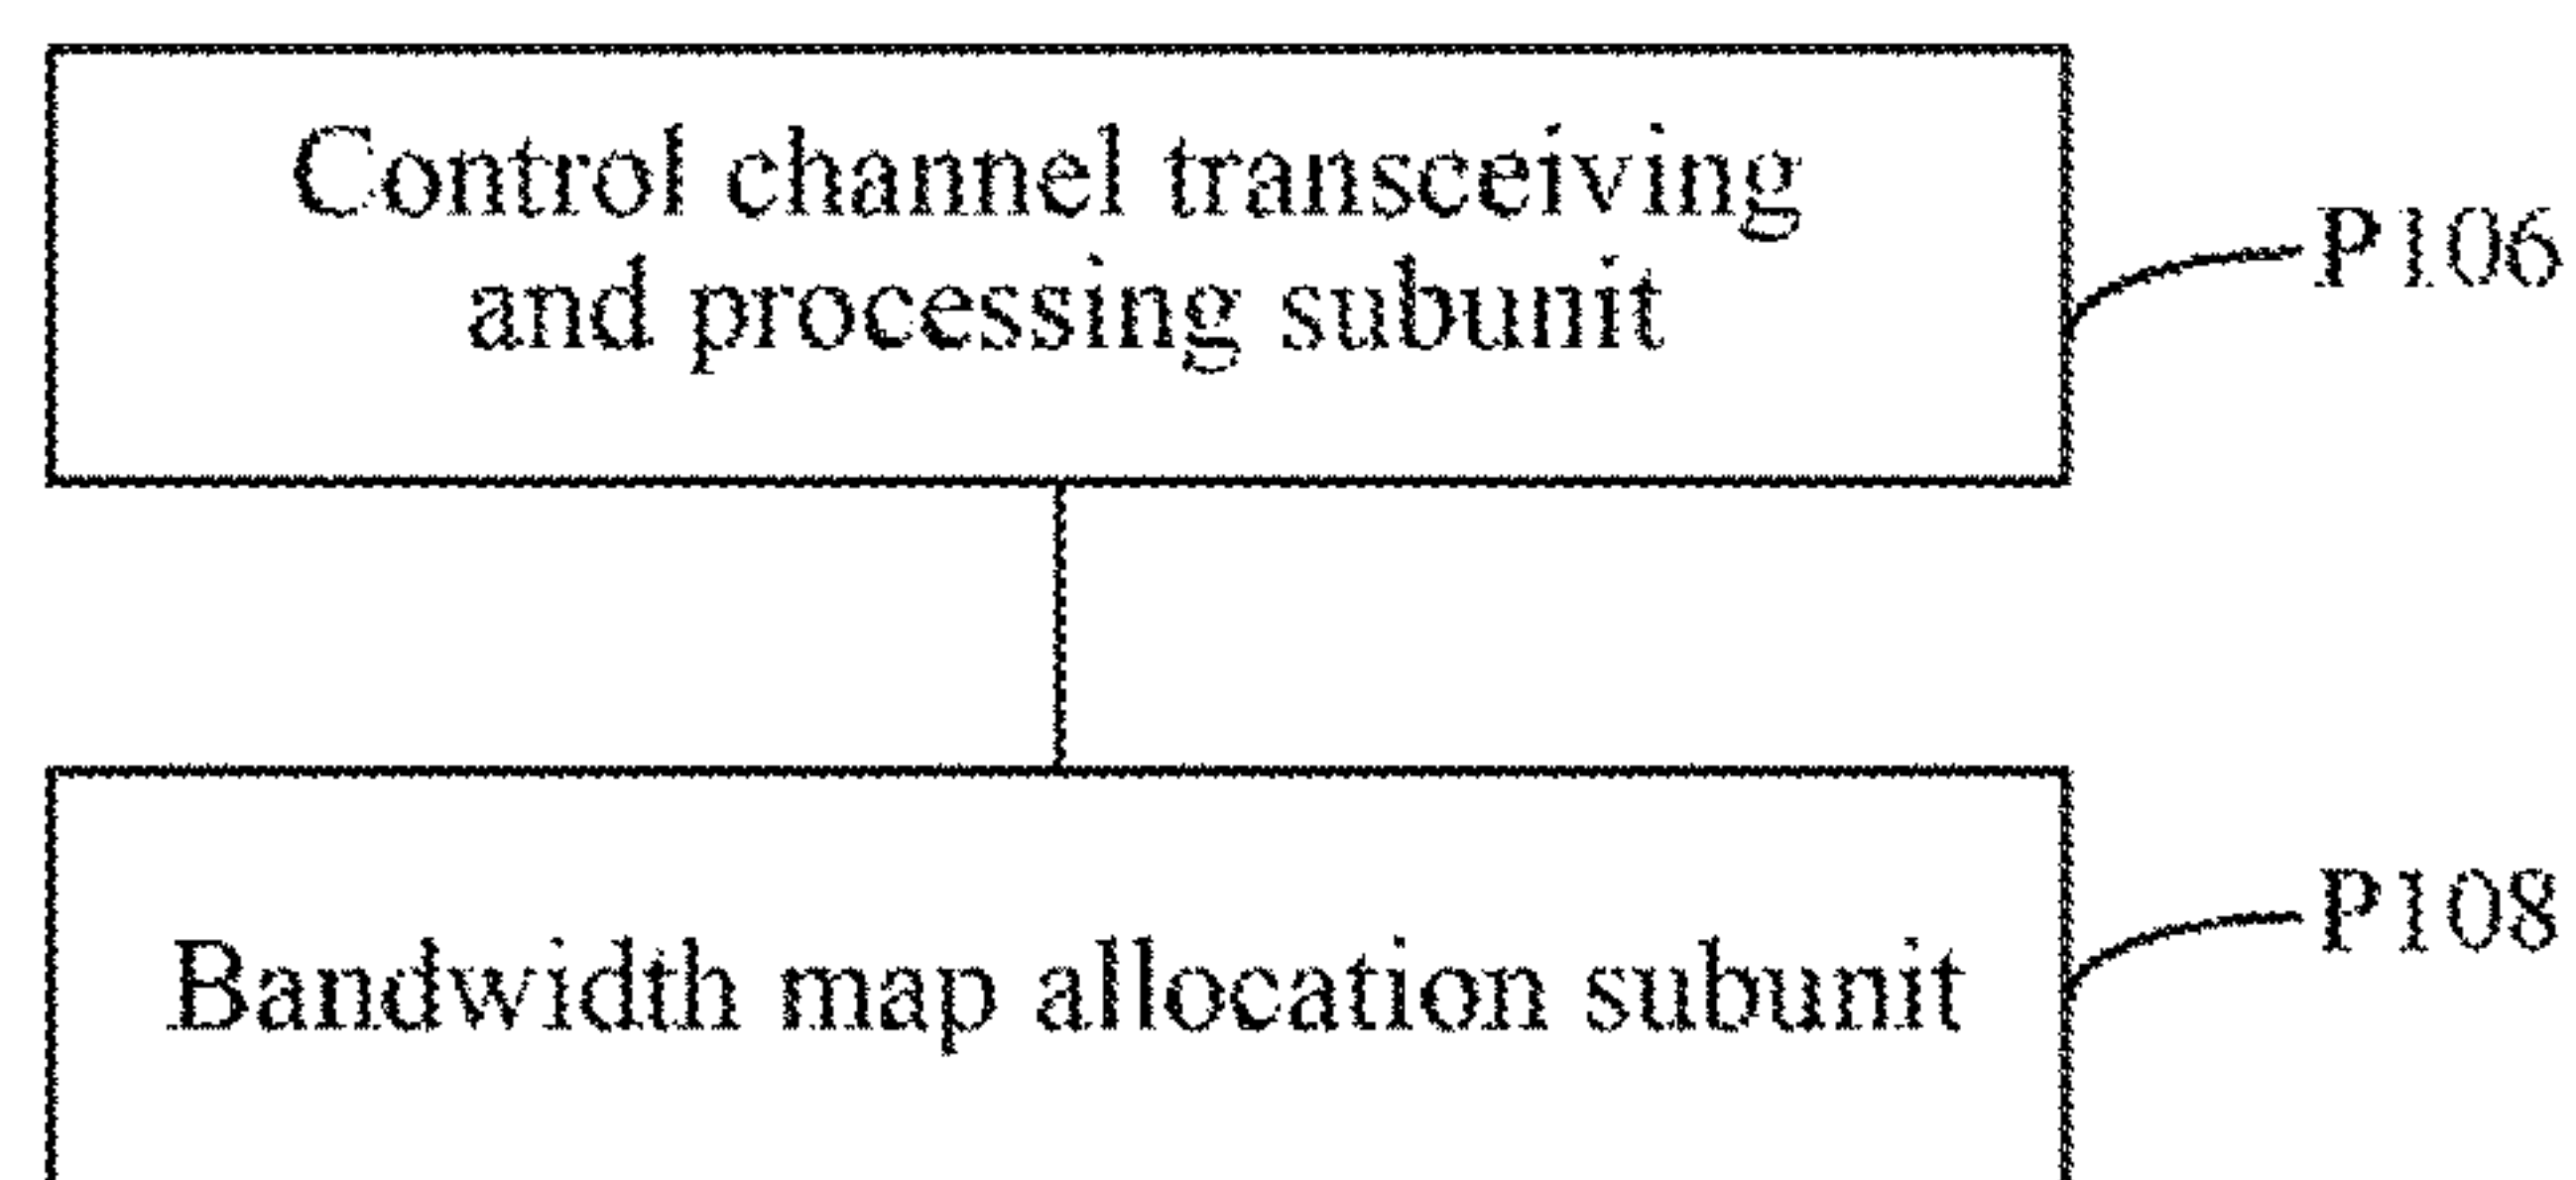 Control channel transceiving
and processing subunit
P106
Bandwidth map allocation subunit
P108